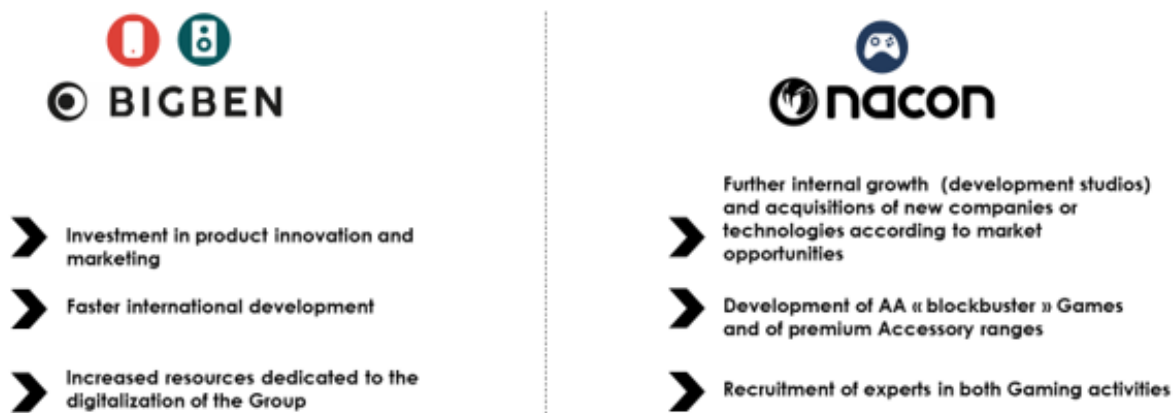 BIGBEN
Investment in product innovation and
marketing
Faster international development
Increased resources dedicated to the
digitalization of the Group
nacon
Further internal growth (development studios)
and acquisitions of new companies or
technologies according to market
opportunities
Development of AA « blockbuster » Games
and of premium Accessory ranges
Recruitment of experts in both Gaming activities